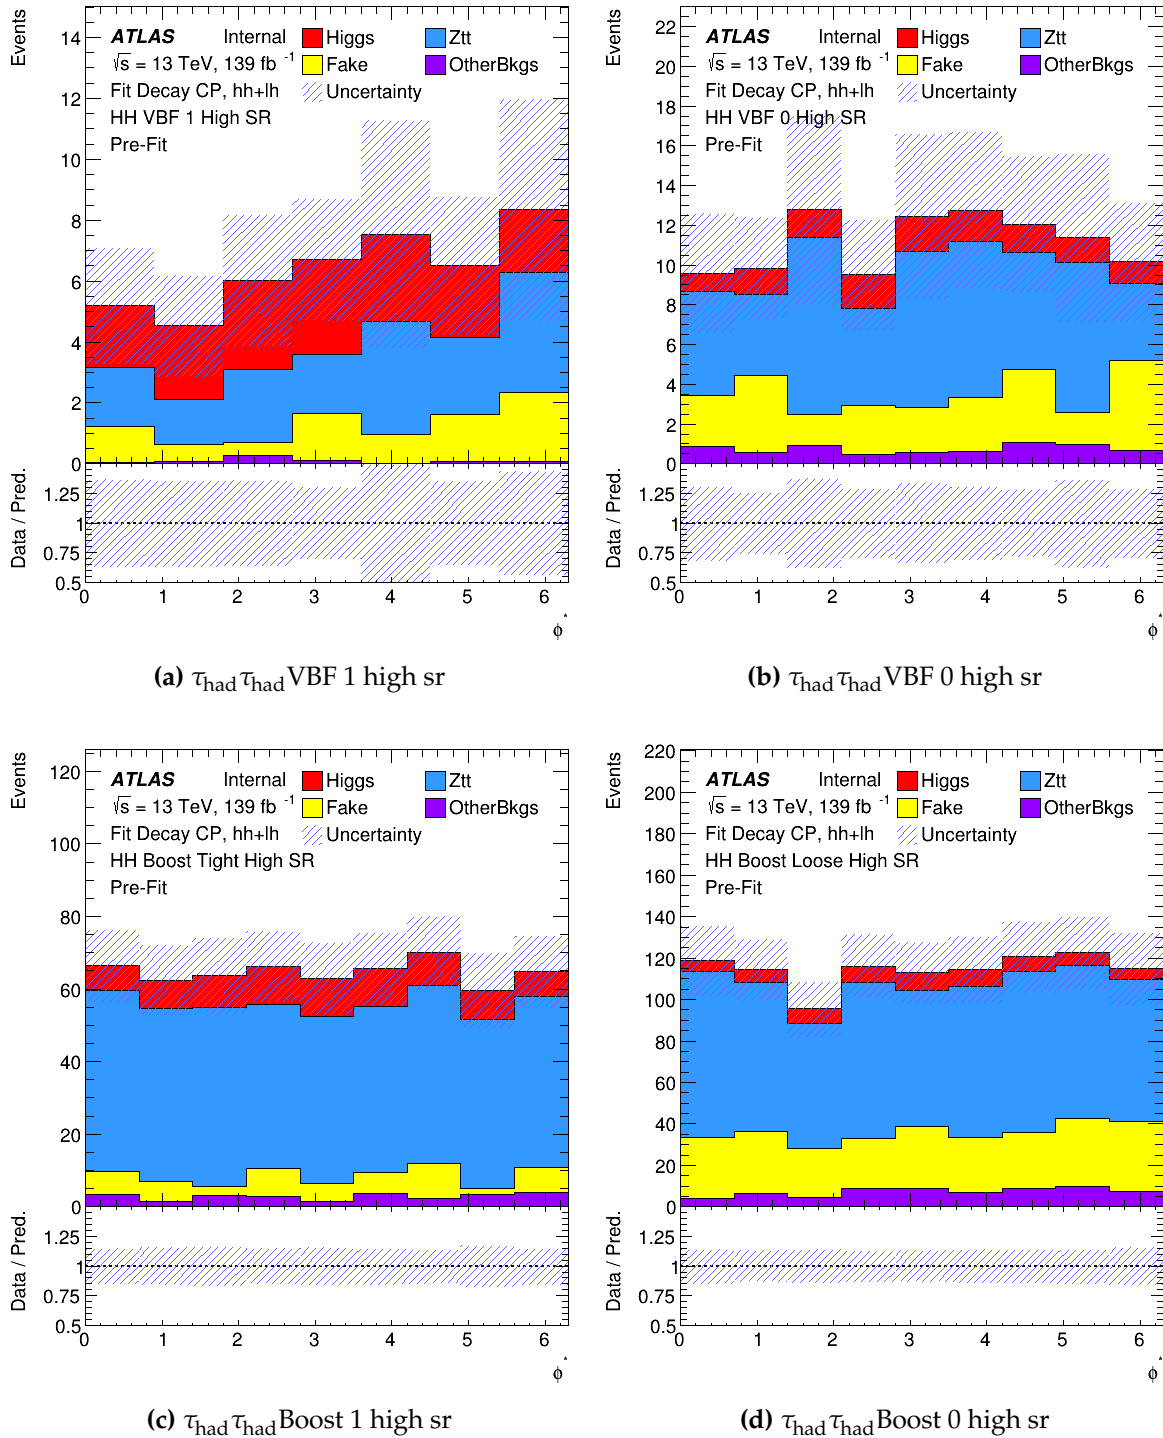 Events
14
12
10
8
6
4
2
0
ATLAS Internal
√s = 13 TeV, 139 fb -1
Fit Decay CP, hh+lh
HH VBF 1 High SR
Pre-Fit
Higgs Ztt
Fake OtherBkgs
Uncertainty
Data / Pred.
1.25
1
0.75
0.5
0 1 2 3 4 5 6
ϕ*
(a) τhadτhadVBF 1 high sr
Events
22
20
18
16
14
12
10
8
6
4
2
0
ATLAS Internal
√s = 13 TeV, 139 fb -1
Fit Decay CP, hh+lh
HH VBF 0 High SR
Pre-Fit
Higgs Ztt
Fake OtherBkgs
Uncertainty
Data / Pred.
1.25
1
0.75
0.5
0 1 2 3 4 5 6
ϕ*
(b) τhadτhadVBF 0 high sr
Events
120
100
80
60
40
20
0
ATLAS Internal
√s = 13 TeV, 139 fb -1
Fit Decay CP, hh+lh
HH Boost Tight High SR
Pre-Fit
Higgs Ztt
Fake OtherBkgs
Uncertainty
Data / Pred.
1.25
1
0.75
0.5
0 1 2 3 4 5 6
ϕ*
(c) τhadτhadBoost 1 high sr
Events
220
200
180
160
140
120
100
80
60
40
20
0
ATLAS Internal
√s = 13 TeV, 139 fb -1
Fit Decay CP, hh+lh
HH Boost Loose High SR
Pre-Fit
Higgs Ztt
Fake OtherBkgs
Uncertainty
Data / Pred.
1.25
1
0.75
0.5
0 1 2 3 4 5 6
ϕ*
(d) τhadτhadBoost 0 high sr